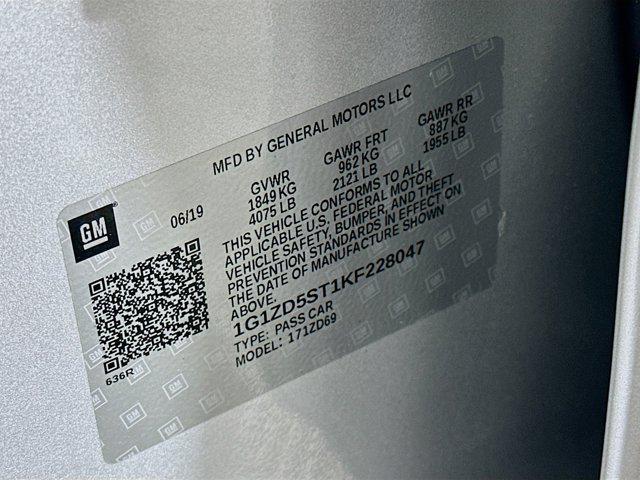 MFD BY GENERAL MOTORS LLC
GM
06/19
GVWR GAWR FRT GAWR RR
1849 KG 962 KG 887 KG
4075 LB 2121 LB 1955 LB
THIS VEHICLE CONFORMS TO ALL
APPLICABLE U.S. FEDERAL MOTOR
VEHICLE SAFETY, BUMPER, AND THEFT
PREVENTION STANDARDS IN EFFECT ON
THE DATE OF MANUFACTURE SHOWN
ABOVE.
1G1ZD5ST1KF228047
TYPE: PASS CAR
MODEL: 171ZD69
636R